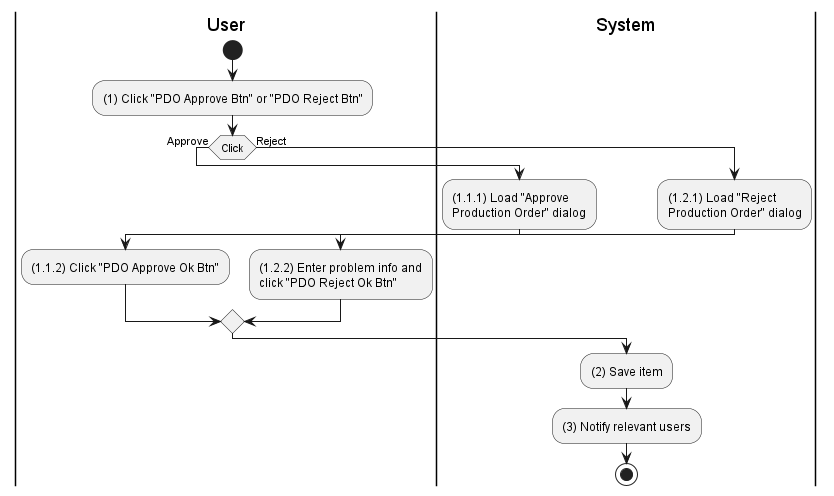 User
System
(1) Click "PDO Approve Btn" or "PDO Reject Btn"
Approve
Click
Reject
(1.1.1) Load "Approve
Production Order" dialog
(1.2.1) Load "Reject
Production Order" dialog
(1.1.2) Click "PDO Approve Ok Btn"
(1.2.2) Enter problem info and
click "PDO Reject Ok Btn"
(2) Save item
(3) Notify relevant users